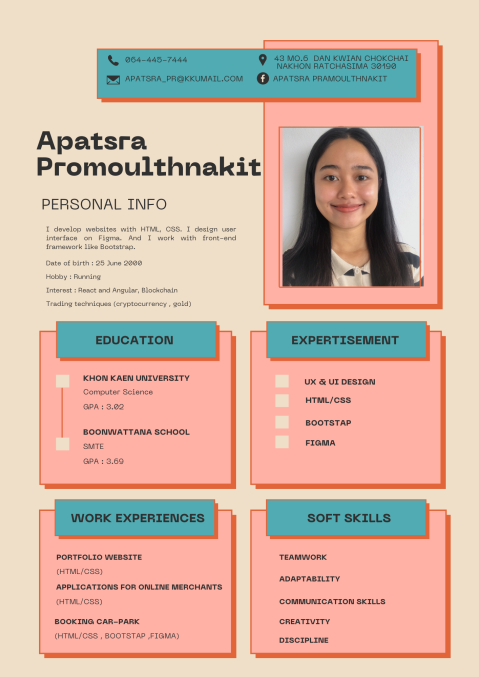 064-445-7444
APATSRA_PR@KKUMAIL.COM
43 MO.6 DAN KWIAN CHOKCHAI
NAKHON RATCHASIMA 30190
APATSRA PRAMOULTHNAKIT
Apatsra
Promoulthnakit
PERSONAL INFO
I develop websites with HTML, CSS. I design user
interface on Figma. And I work with front-end
framework like Bootstrap.
Date of birth : 25 June 2000
Hobby : Running
Interest : React and Angular, Blockchain
Trading techniques (cryptocurrency , gold)
EDUCATION
KHON KAEN UNIVERSITY
Computer Science
GPA : 3.02
BOONWATTANA SCHOOL
SMTE
GPA : 3.69
EXPERTISEMENT
UX & UI DESIGN
HTML/CSS
BOOTSTAP
FIGMA
WORK EXPERIENCES
PORTFOLIO WEBSITE
(HTML/CSS)
APPLICATIONS FOR ONLINE MERCHANTS
(HTML/CSS)
BOOKING CAR-PARK
(HTML/CSS , BOOTSTAP ,FIGMA)
SOFT SKILLS
TEAMWORK
ADAPTABILITY
COMMUNICATION SKILLS
CREATIVITY
DISCIPLINE